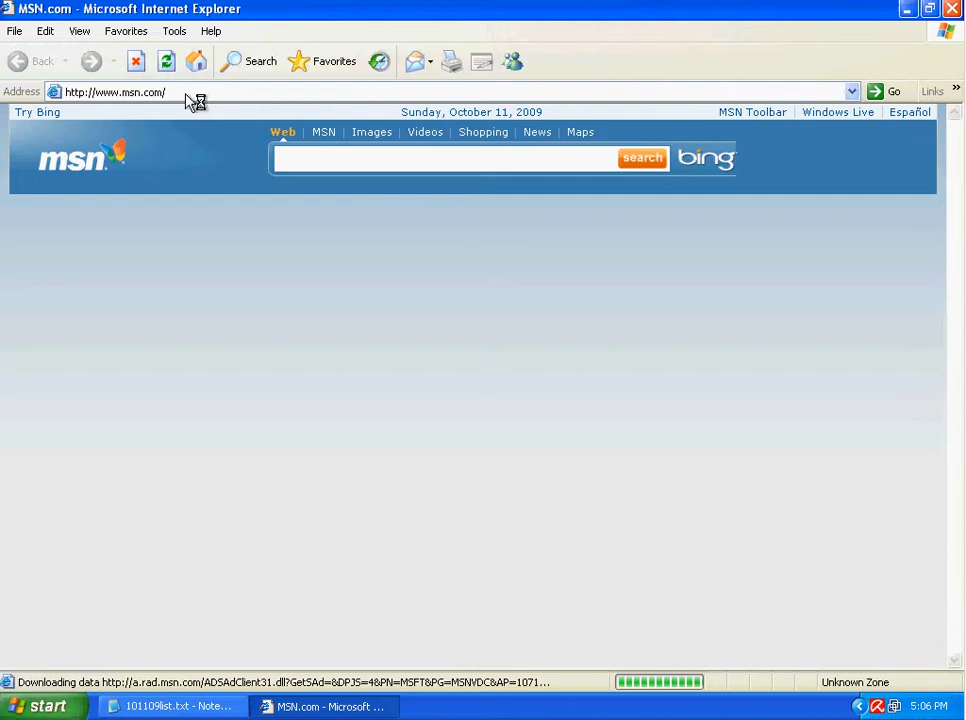 MSN.com - Microsoft Internet Explorer
File Edit View Favorites Tools Help
Back Search Favorites
Address http://www.msn.com/ Go Links »
Try Bing Sunday, October 11, 2009 MSN Toolbar Windows Live Español
Web MSN Images Videos Shopping News Maps
msn search bing
Downloading data http://a.rad.msn.com/ADSAdClient31.dll?GetSAd=&DPJS=4&PN=MSFT&PG=MSNVDC&AP=1071... Unknown Zone
start 101109list.txt - Note... MSN.com - Microsoft ... 5:06 PM